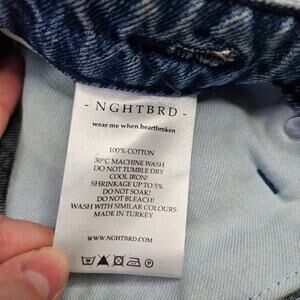 - NGHTBRD -
wear me when heartbroken
100% COTTON
30°C MACHINE WASH
DO NOT TUMBLE DRY
COOL IRON!
SHRINKAGE UP TO 5%
DO NOT SOAK!
DO NOT BLEACH!
WASH WITH SIMILAR COLOURS
MADE IN TURKEY
WWW.NGHTBRD.COM